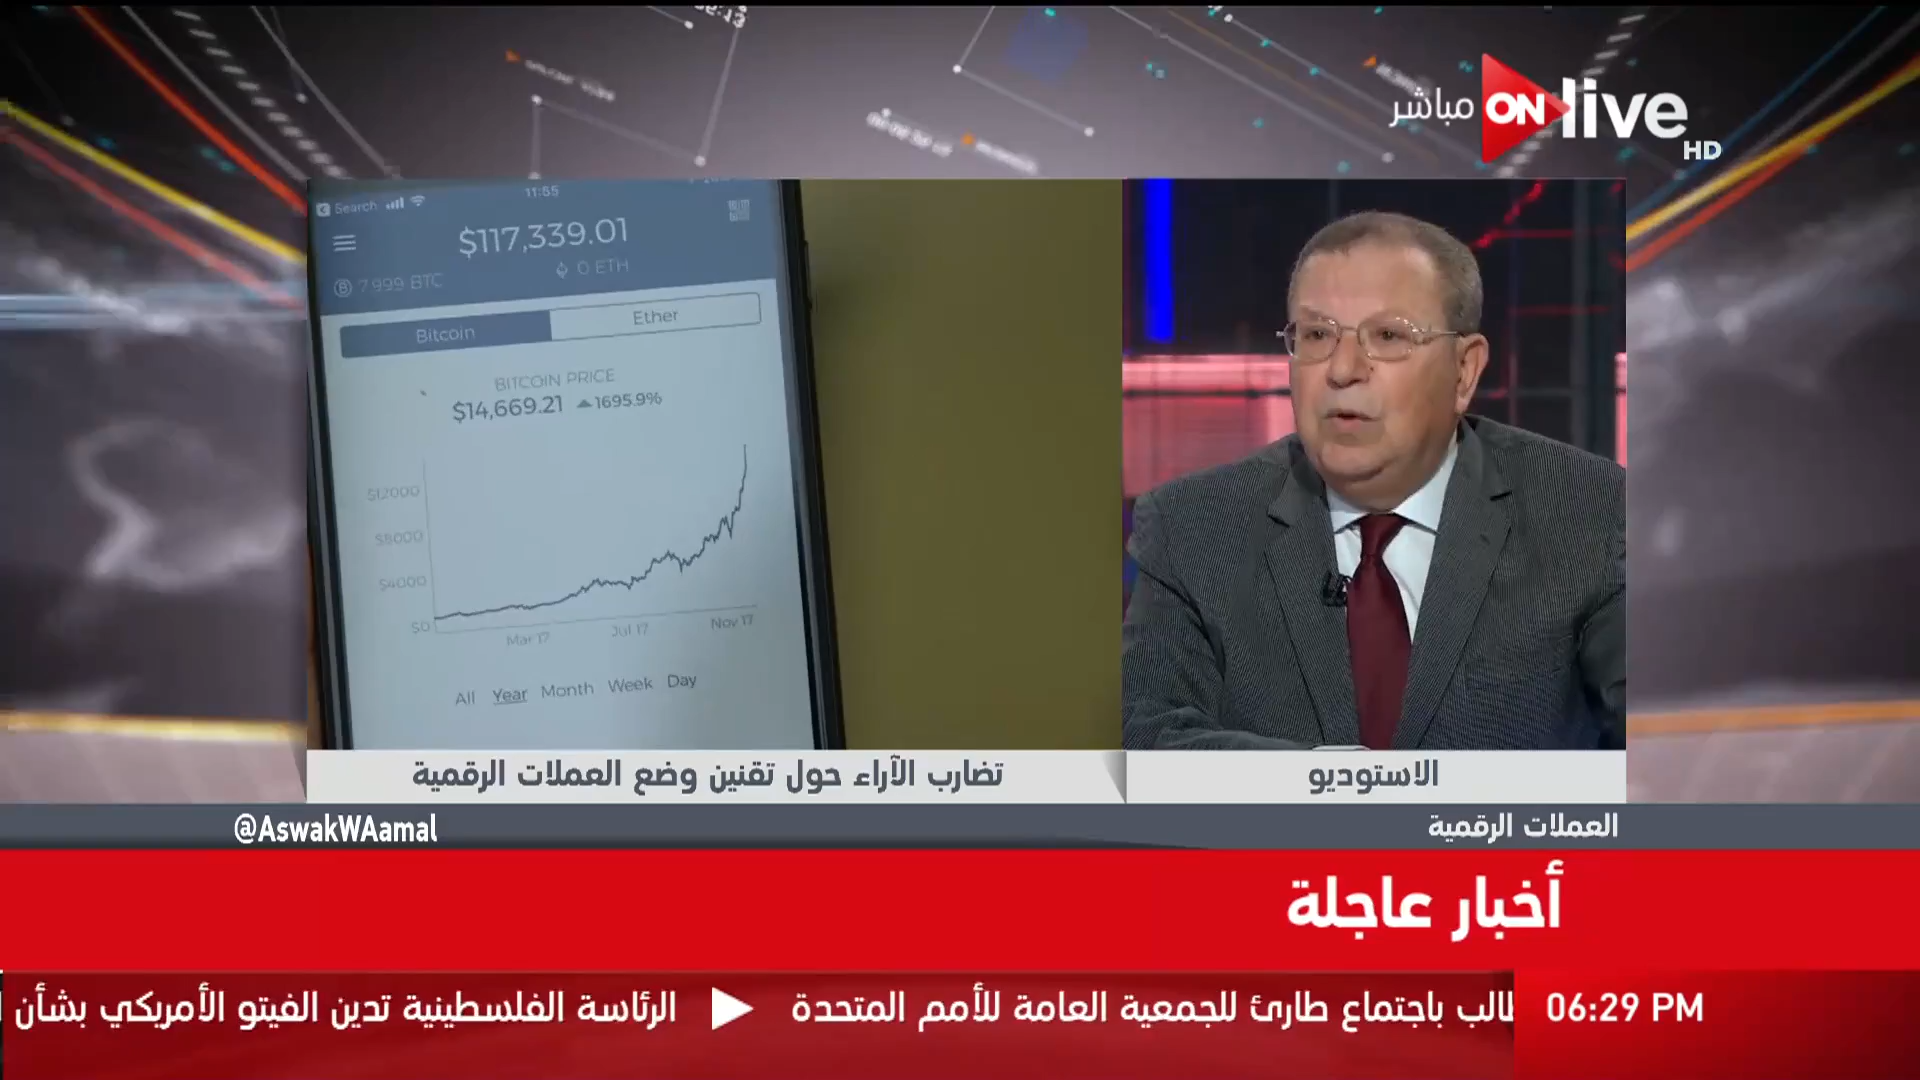 مباشر ON live
HD
Search
11:55
$117,339.01
7.999 BTC
0 ETH
Bitcoin
Ether
BITCOIN PRICE
$14,669.21 ▲1695.9%
$12000
$8000
$4000
$0
Mar 17 Jul 17 Nov 17
All Year Month Week Day
الاستوديو
تضارب الآراء حول تقنين وضع العملات الرقمية
العملات الرقمية
@AswakWAamal
أخبار عاجلة
06:29 PM
باجتماع طارئ للجمعية العامة للأمم المتحدة
الرئاسة الفلسطينية تدين الفيتو الأمريكي بشأن